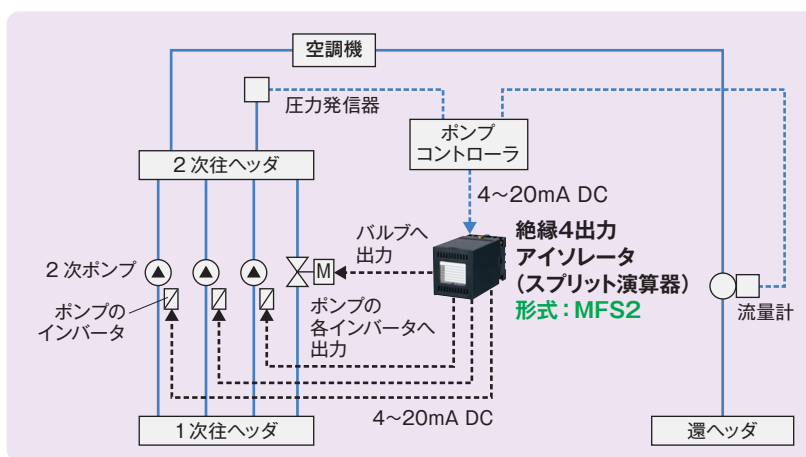 空調機
圧力発信器
ポンプ
コントローラ
2次往ヘッダ
4～20mA DC
絶縁4出力
アイソレータ
（スプリット演算器）
形式：MFS2
バルブへ
出力
M
2次ポンプ
ポンプの
インバータ
ポンプの
各インバータへ
出力
流量計
4～20mA DC
1次往ヘッダ
還ヘッダ